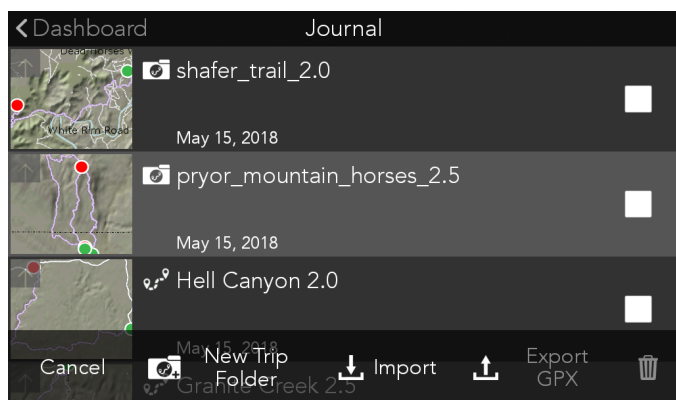 Dashboard
Journal
Dead Horses
White Rim Road
shafer_trail_2.0
May 15, 2018
pryor_mountain_horses_2.5
May 15, 2018
Hell Canyon 2.0
May 15, 2018
Granite Creek 2.5
Cancel
New Trip
Folder
Import
Export
GPX